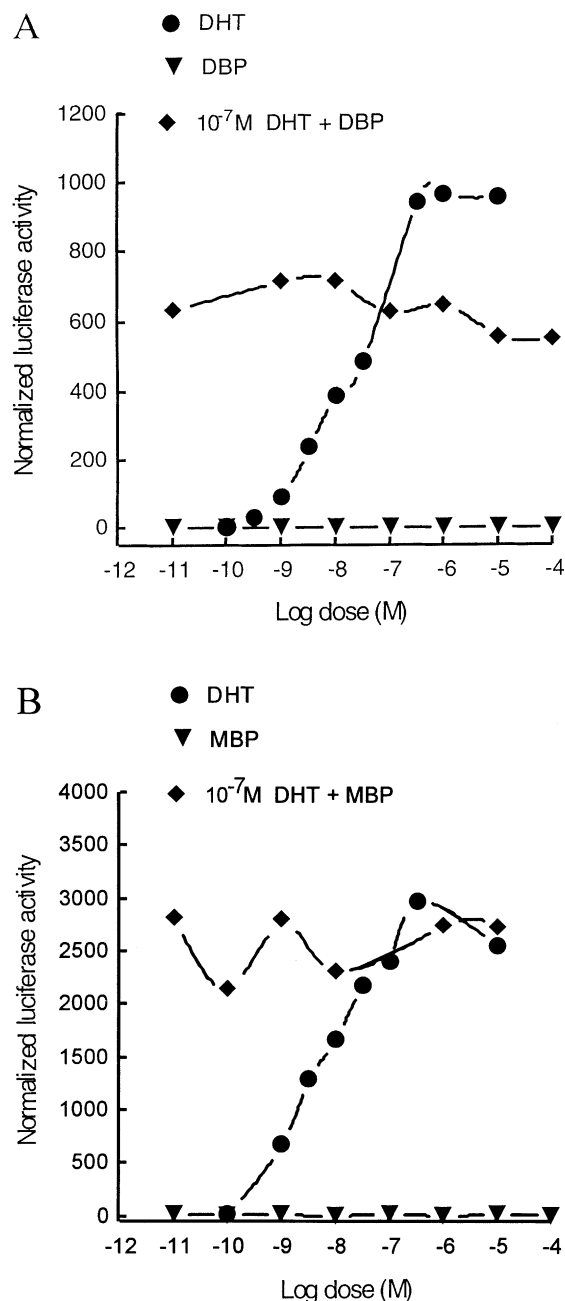 A
DHT
DBP
10⁻⁷M DHT + DBP
1200
1000
800
600
400
200
0
Normalized luciferase activity
-12 -11 -10 -9 -8 -7 -6 -5 -4
Log dose (M)
B
DHT
MBP
10⁻⁷M DHT + MBP
4000
3500
3000
2500
2000
1500
1000
500
0
Normalized luciferase activity
-12 -11 -10 -9 -8 -7 -6 -5 -4
Log dose (M)